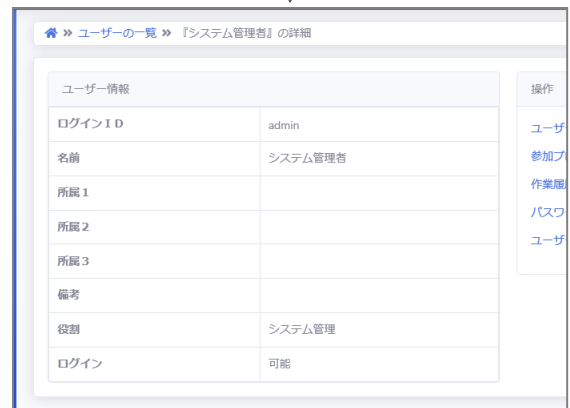 » ユーザーの一覧 » 『システム管理者』の詳細
ユーザー情報
ログインID admin
名前 システム管理者
所属1
所属2
所属3
備考
役割 システム管理
ログイン 可能
操作
ユーザ
参加プ
作業履
パスワ
ユーザ